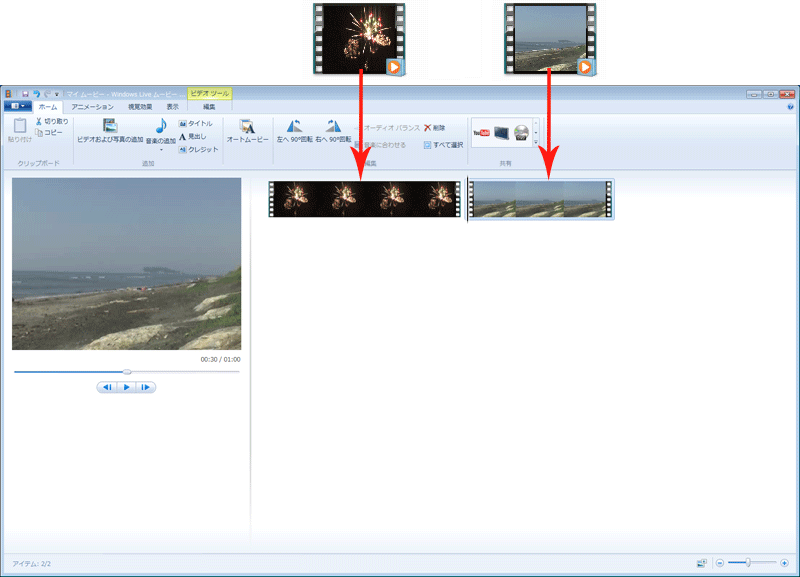 マイ ムービー - Windows Live ムービー ...
ビデオ ツール
ホーム アニメーション 視覚効果 表示 編集
貼り付け
切り取り
コピー
クリップボード
ビデオおよび写真の追加
音楽の追加
タイトル
見出し
クレジット
追加
オートムービー
左へ 90º回転 右へ 90º回転
オーディオ バランス
音楽に合わせる
削除
すべて選択
編集
YouTube
共有
00:30 / 01:00
アイテム: 2/2